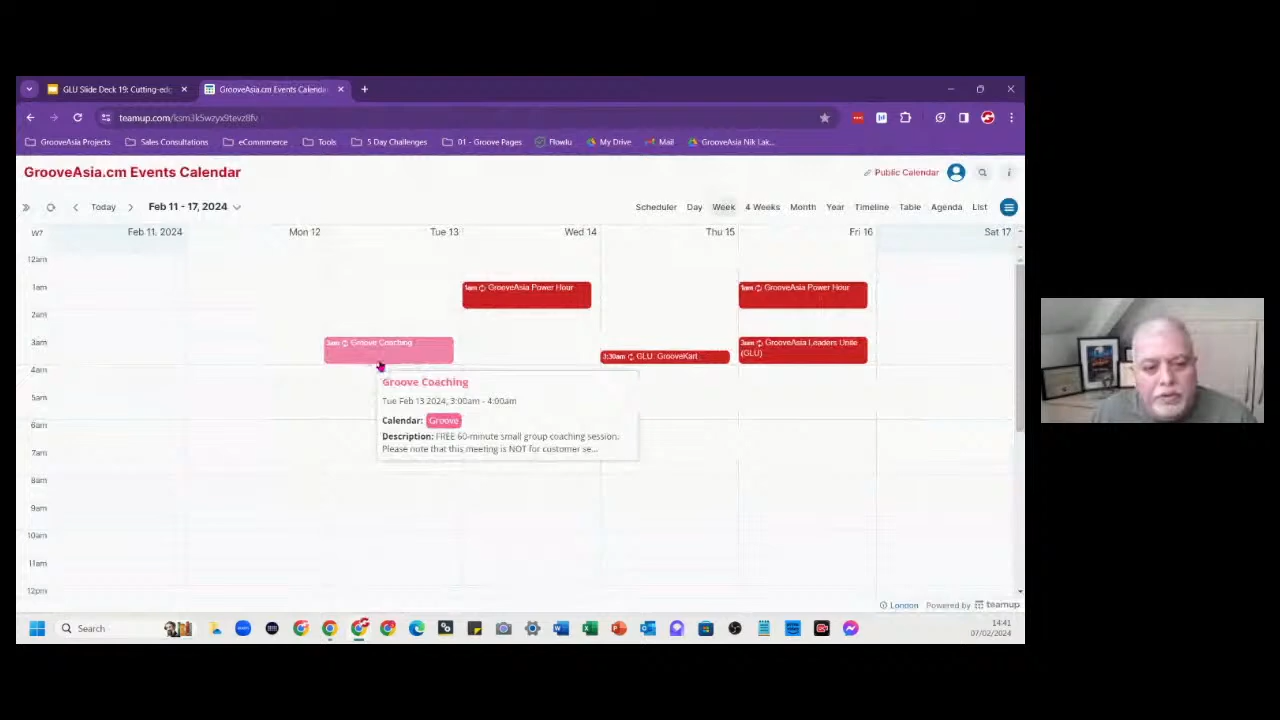 GLU Slide Deck 19: Cutting-edg
GrooveAsia.cm Events Calendar
teamup.com/ksm3k5wzyx9tevz8fv
GrooveAsia Projects
Sales Consultations
eCommmerce
Tools
5 Day Challenges
01 - Groove Pages
Flowlu
My Drive
Mail
GrooveAsia Nik Lak...
GrooveAsia.cm Events Calendar
Public Calendar
Today
Feb 11 - 17, 2024
Scheduler Day Week 4 Weeks Month Year Timeline Table Agenda List
W7 Feb 11, 2024 Mon 12 Tue 13 Wed 14 Thu 15 Fri 16 Sat 17
12am
1am
1am GrooveAsia Power Hour
1am GrooveAsia Power Hour
2am
3am
3am Groove Coaching
3:30am GLU: GrooveKart
3am GrooveAsia Leaders Unite
(GLU)
4am
Groove Coaching
Tue Feb 13 2024, 3:00am - 4:00am
Calendar: Groove
Description: FREE 60-minute small group coaching session.
Please note that this meeting is NOT for customer se...
5am
6am
7am
8am
9am
10am
11am
12pm
London Powered by teamup
Search
14:41
07/02/2024